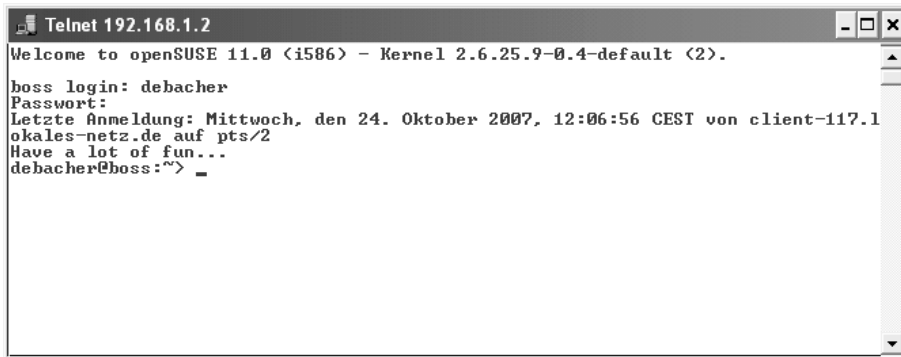 Telnet 192.168.1.2
Welcome to openSUSE 11.0 (i586) - Kernel 2.6.25.9-0.4-default (2).
boss login: debacher
Passwort:
Letzte Anmeldung: Mittwoch, den 24. Oktober 2007, 12:06:56 CEST von client-117.l
okales-netz.de auf pts/2
Have a lot of fun...
debacher@boss:~> _